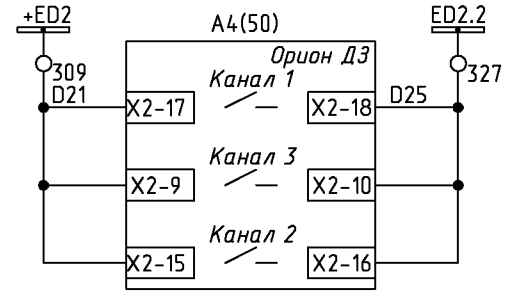 +ED2
A4(50)
ED2.2
Орион ДЗ
309
327
Канал 1
D21
D25
X2-17
X2-18
Канал 3
X2-9
X2-10
Канал 2
X2-15
X2-16